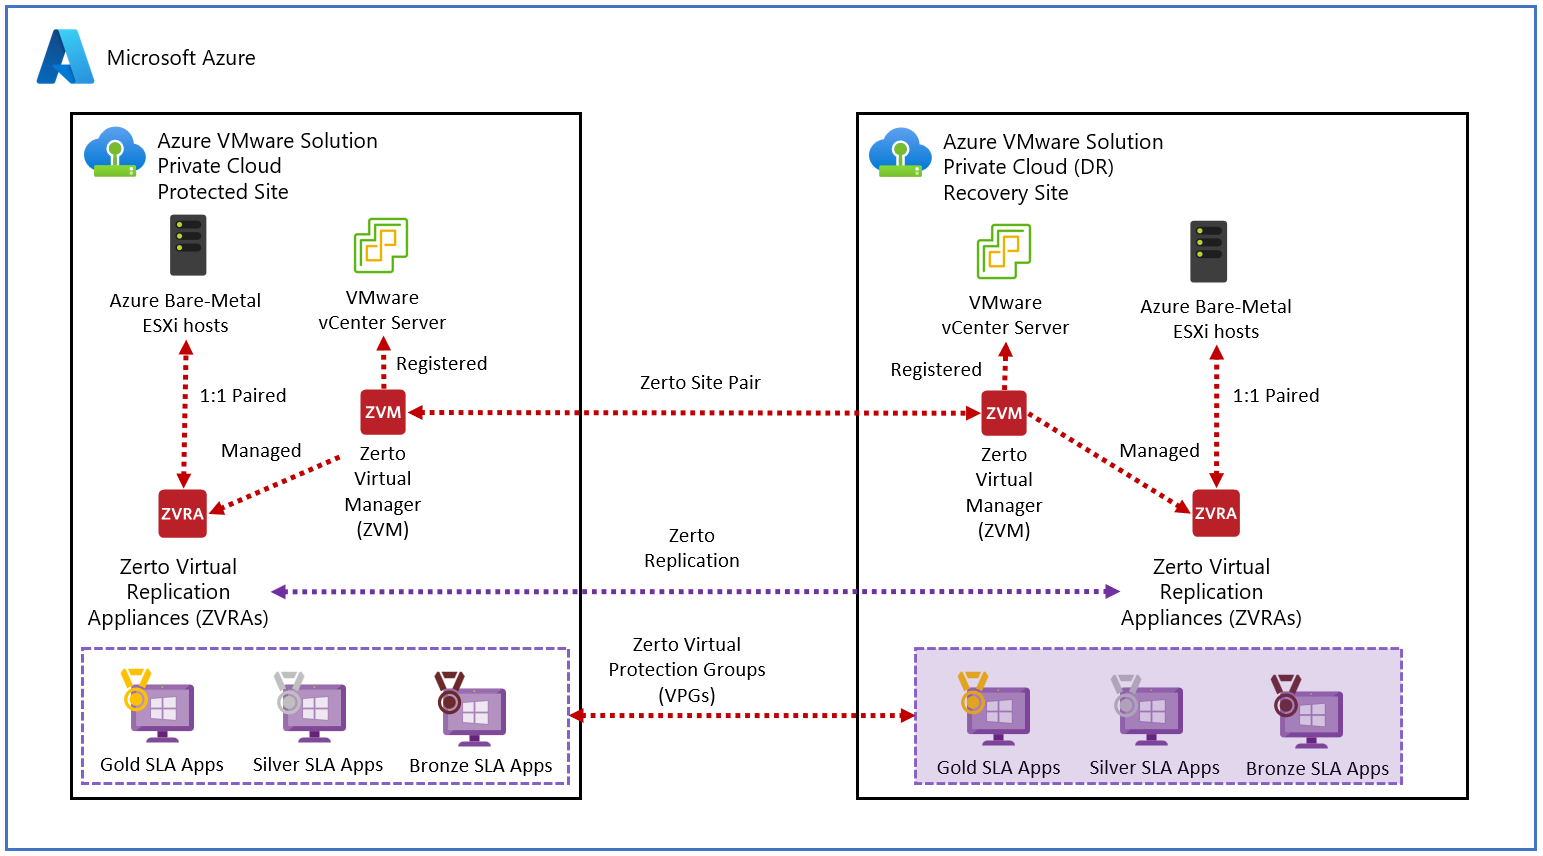 Microsoft Azure
Azure VMware Solution
Private Cloud
Protected Site
Azure Bare-Metal
ESXi hosts
VMware
vCenter Server
Registered
1:1 Paired
ZVM
Managed
Zerto
Virtual
Manager
(ZVM)
ZVRA
Zerto Virtual
Replication
Appliances (ZVRAs)
Gold SLA Apps
Silver SLA Apps
Bronze SLA Apps
Zerto Site Pair
Zerto
Replication
Zerto Virtual
Protection Groups
(VPGs)
Azure VMware Solution
Private Cloud (DR)
Recovery Site
VMware
vCenter Server
Azure Bare-Metal
ESXi hosts
Registered
1:1 Paired
ZVM
Managed
Zerto
Virtual
Manager
(ZVM)
ZVRA
Zerto Virtual
Replication
Appliances (ZVRAs)
Gold SLA Apps
Silver SLA Apps
Bronze SLA Apps